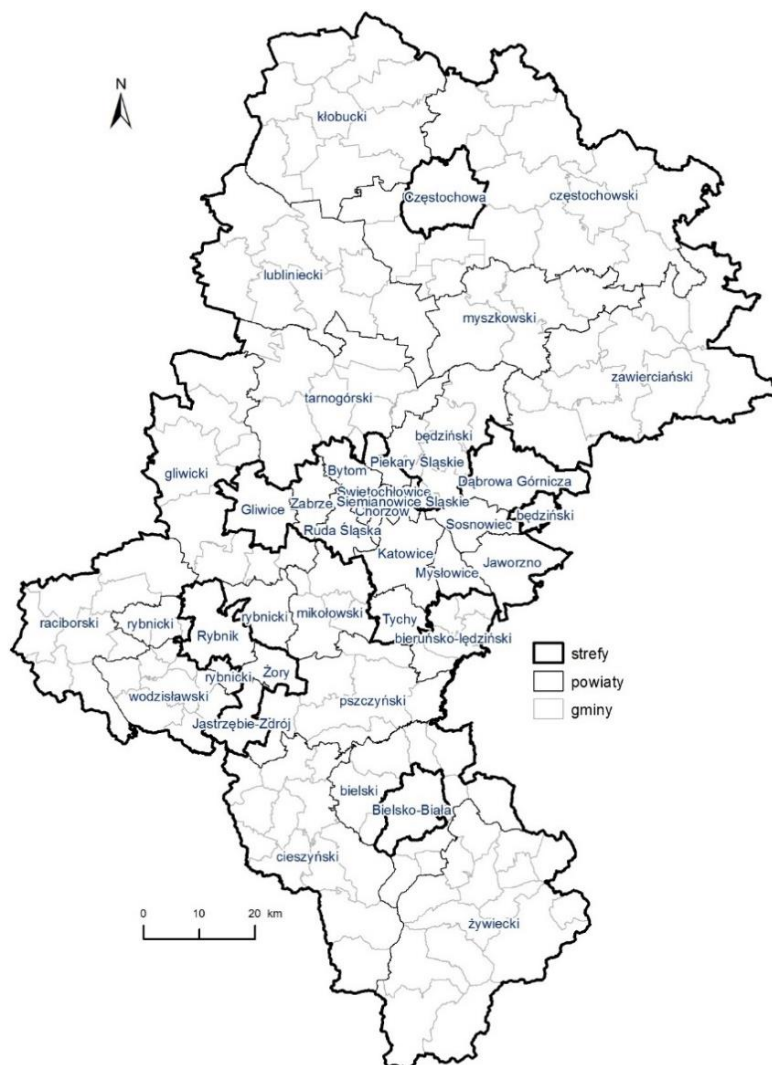 N
kłobucki
Częstochowa
częstochowski
lubliniecki
myszkowski
zawierciański
tarnogórski
będziński
gliwicki
Bytom
Piekary Śląskie
Dąbrowa Górnicza
Świętochłowice
Gliwice
Zabrze
Siemianowice Śląskie
Chorzów
będziński
Sosnowiec
Ruda Śląska
Katowice
Mysłowice
Jaworzno
raciborski
rybnicki
Rybnik
rybnicki
mikołowski
Tychy
bieruńsko-lędziński
strefy
powiaty
gminy
rybnicki
Żory
wodzisławski
pszczyński
Jastrzębie-Zdrój
bielski
Bielsko-Biała
cieszyński
0 10 20 km
żywiecki